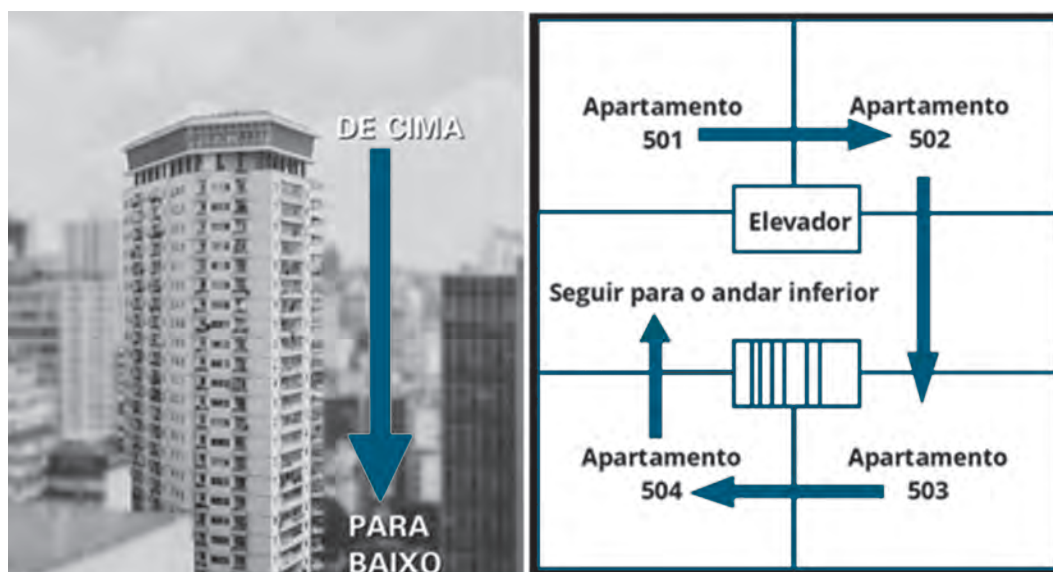 DE CIMA
PARA
BAIXO
Apartamento
501
Apartamento
502
Elevador
Seguir para o andar inferior
Apartamento
504
Apartamento
503